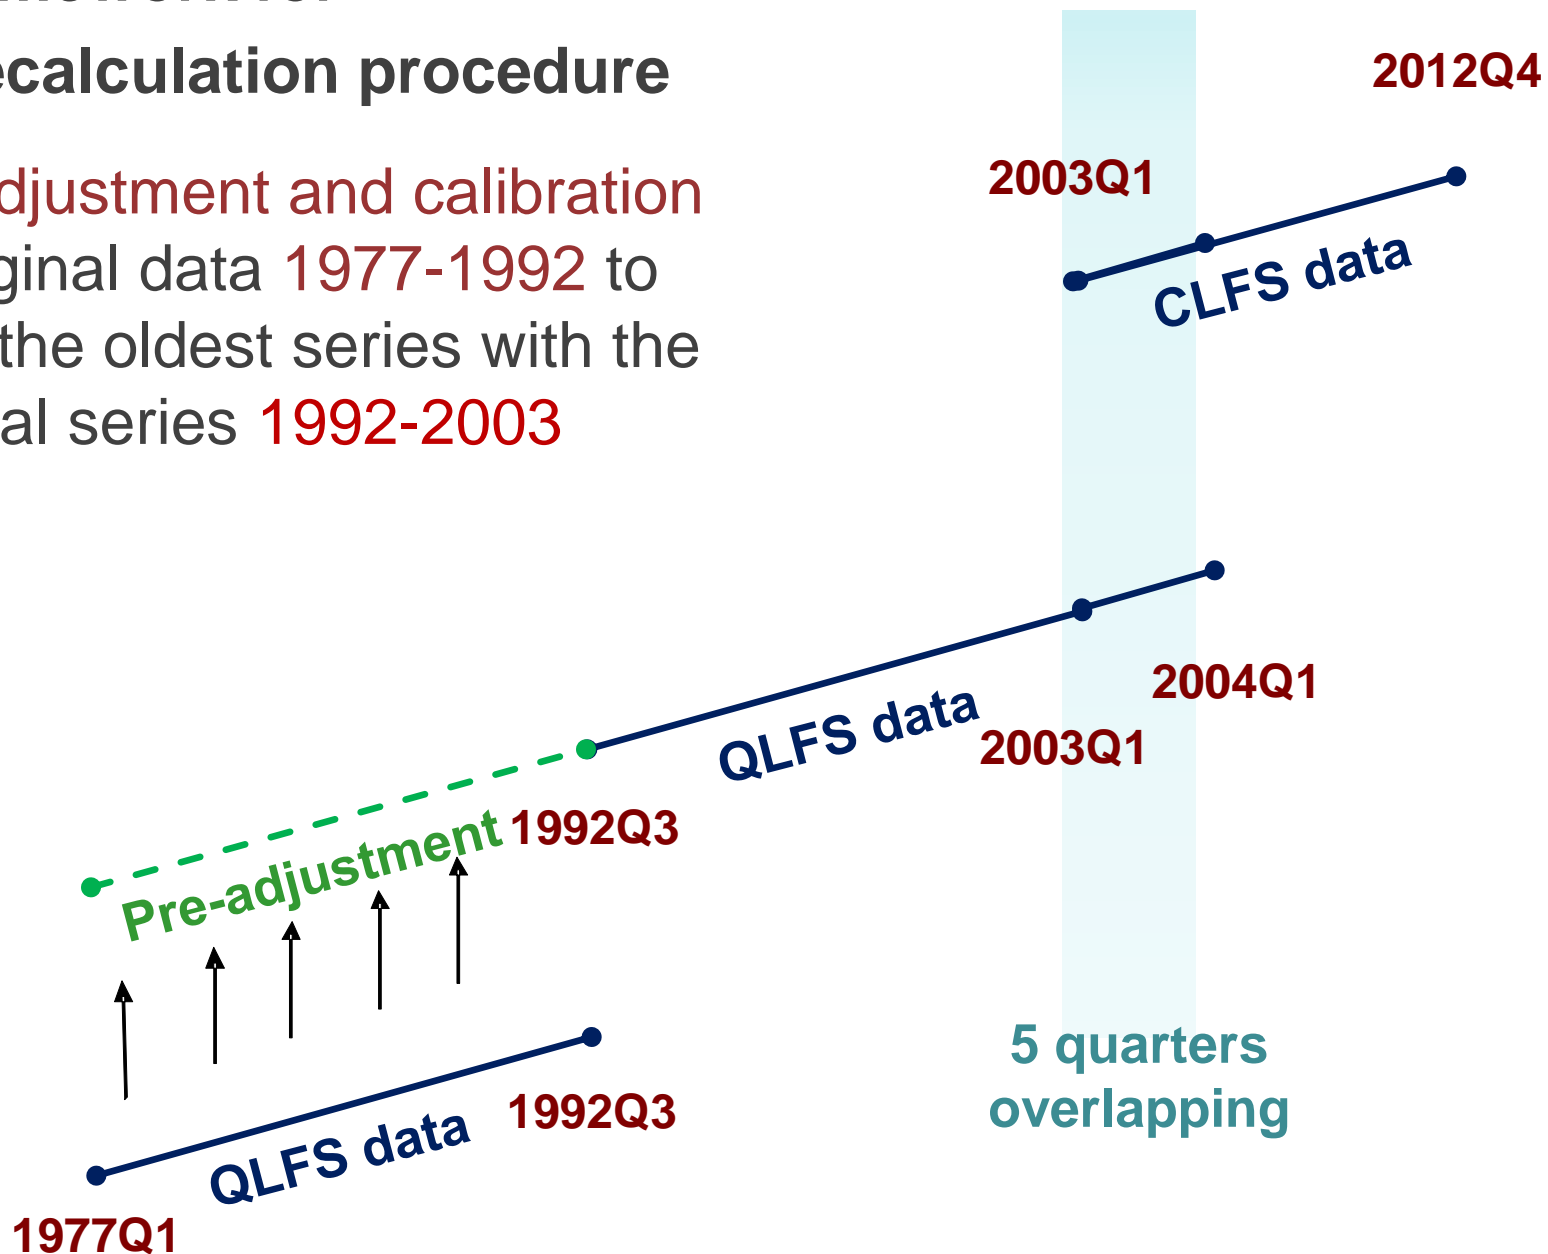 ecalculation procedure
djustment and calibration
ginal data 1977-1992 to
the oldest series with the
al series 1992-2003
2012Q4
2003Q1
CLFS data
2004Q1
QLFS data
2003Q1
1992Q3
Pre-adjustment
5 quarters
overlapping
1992Q3
QLFS data
1977Q1